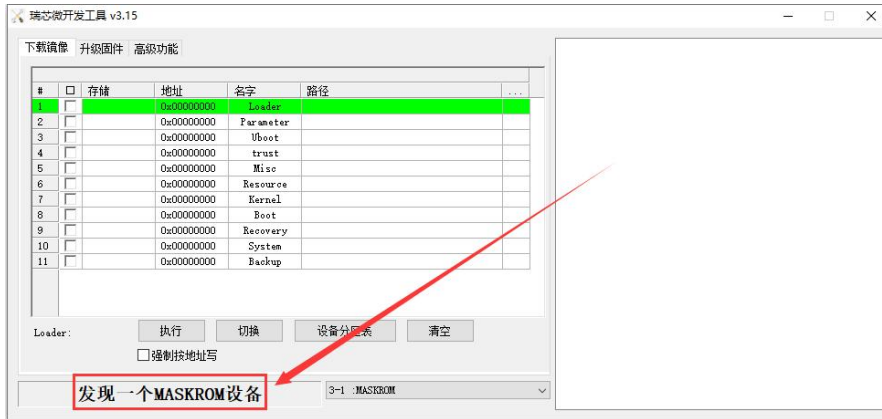 瑞芯微开发工具 v3.15
下载镜像 升级固件 高级功能
# 存储 地址 名字 路径 ...
1 0x00000000 Loader
2 0x00000000 Parameter
3 0x00000000 Uboot
4 0x00000000 trust
5 0x00000000 Misc
6 0x00000000 Resource
7 0x00000000 Kernel
8 0x00000000 Boot
9 0x00000000 Recovery
10 0x00000000 System
11 0x00000000 Backup
Loader: 执行 切换 设备分区表 清空
强制按地址写
发现一个MASKROM设备 3-1 :MASKROM